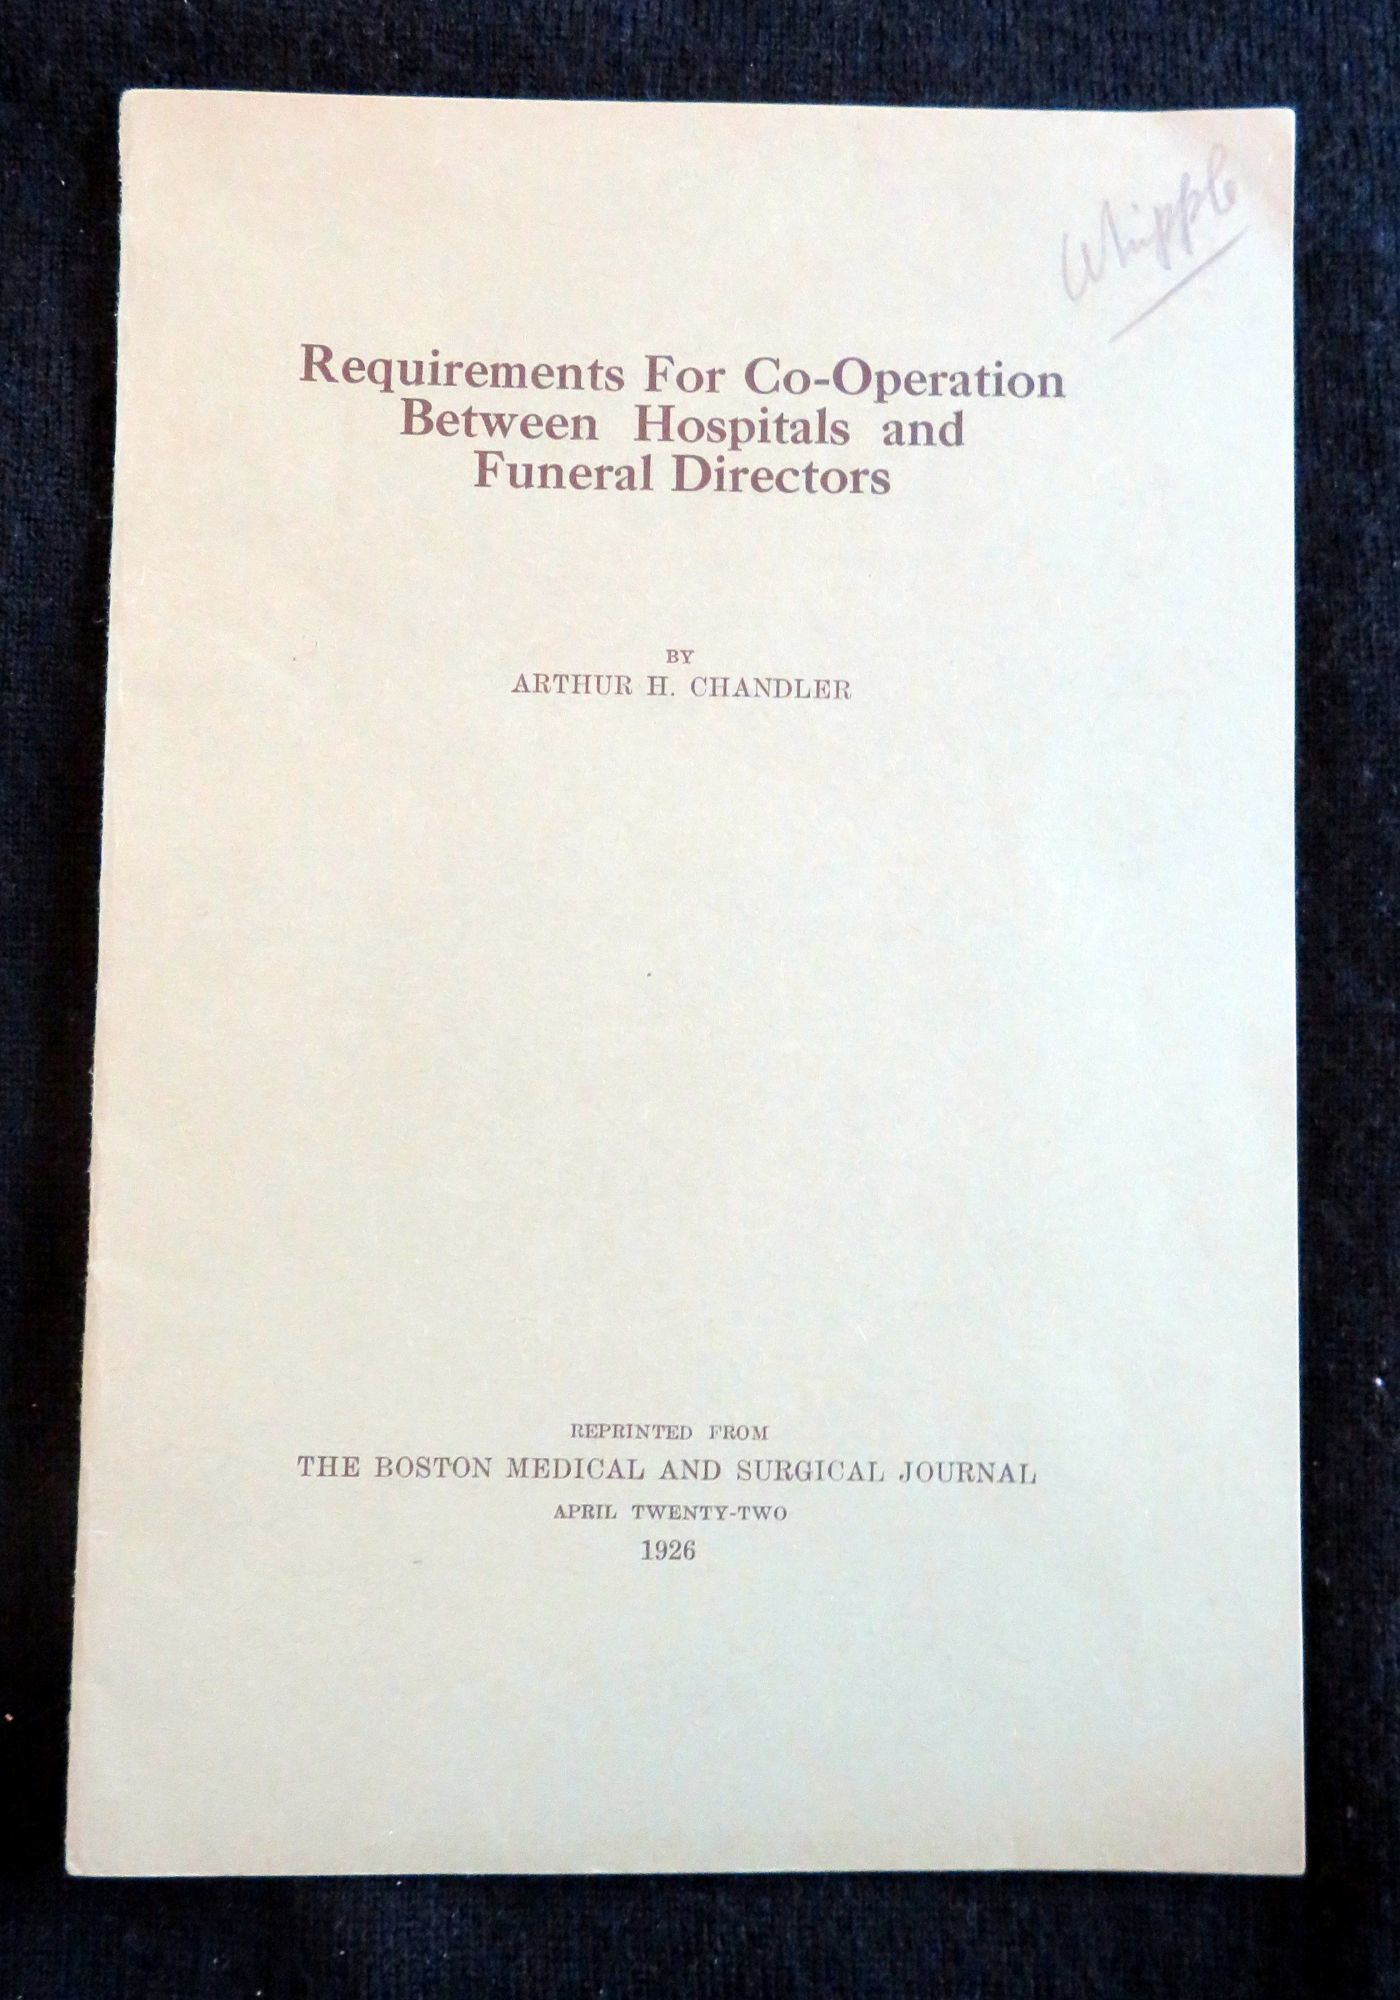 Whipple
Requirements For Co-Operation
Between Hospitals and
Funeral Directors
BY
ARTHUR H. CHANDLER
REPRINTED FROM
THE BOSTON MEDICAL AND SURGICAL JOURNAL
APRIL TWENTY-TWO
1926